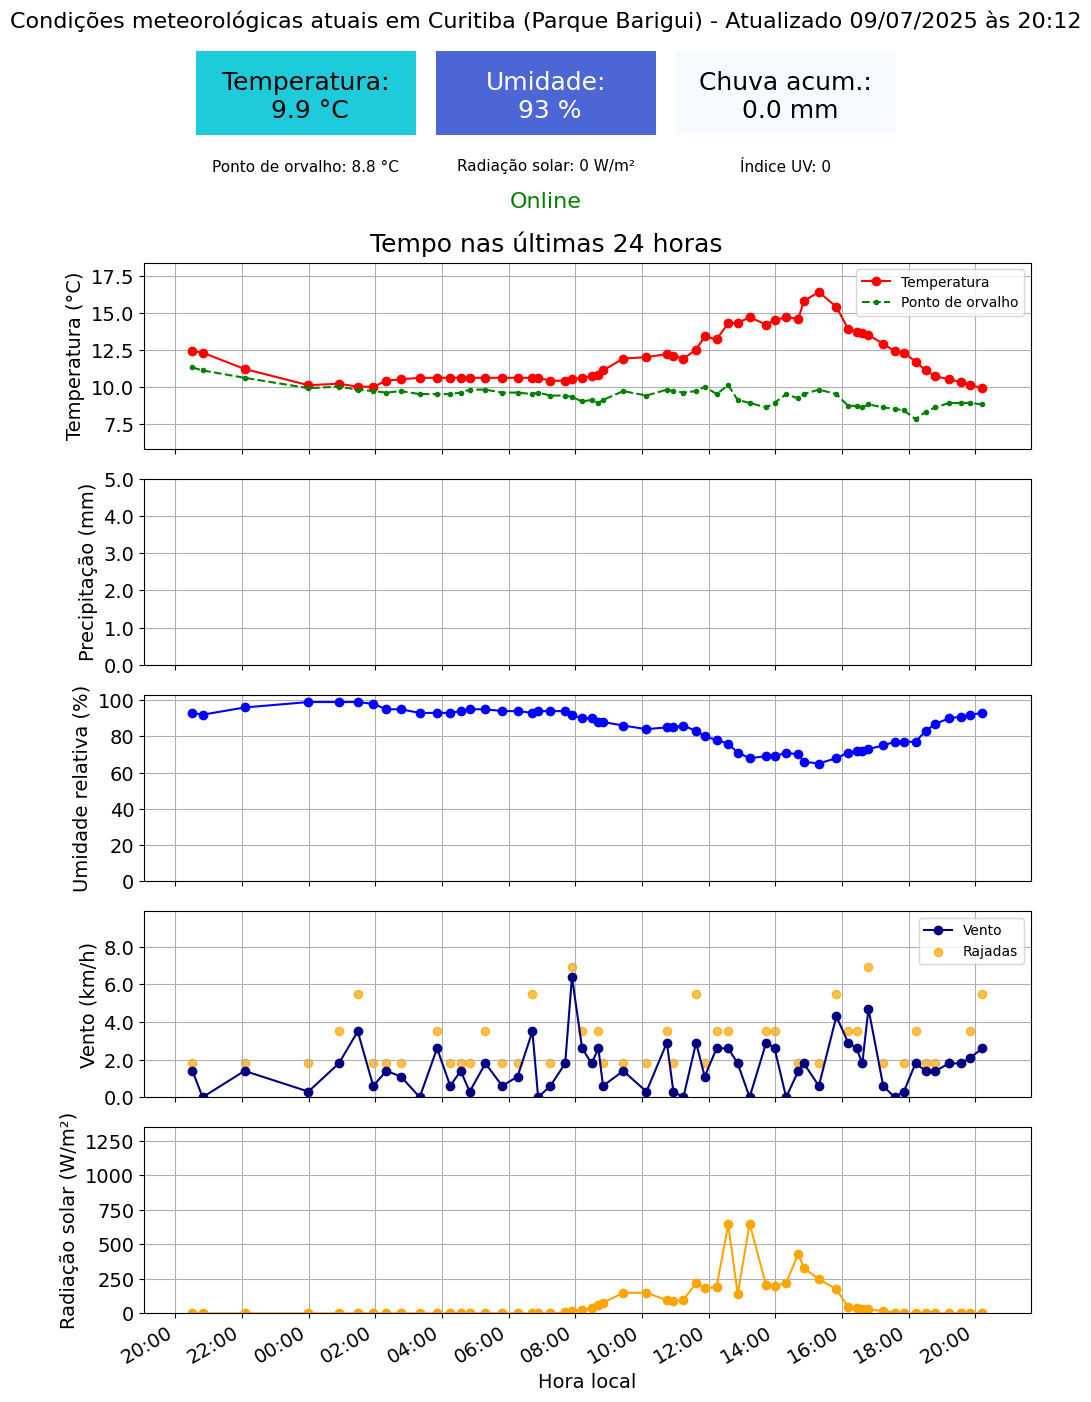 Condições meteorológicas atuais em Curitiba (Parque Barigui) - Atualizado 09/07/2025 às 20:12
Temperatura:
9.9 °C
Umidade:
93 %
Chuva acum.:
0.0 mm
Ponto de orvalho: 8.8 °C
Radiação solar: 0 W/m²
Índice UV: 0
Online
Tempo nas últimas 24 horas
Temperatura (°C)
17.5
15.0
12.5
10.0
7.5
Temperatura
Ponto de orvalho
Precipitação (mm)
5.0
4.0
3.0
2.0
1.0
0.0
Umidade relativa (%)
100
80
60
40
20
0
Vento (km/h)
8.0
6.0
4.0
2.0
0.0
Vento
Rajadas
Radiação solar (W/m²)
1250
1000
750
500
250
0
20:00
22:00
00:00
02:00
04:00
06:00
08:00
10:00
12:00
14:00
16:00
18:00
20:00
Hora local